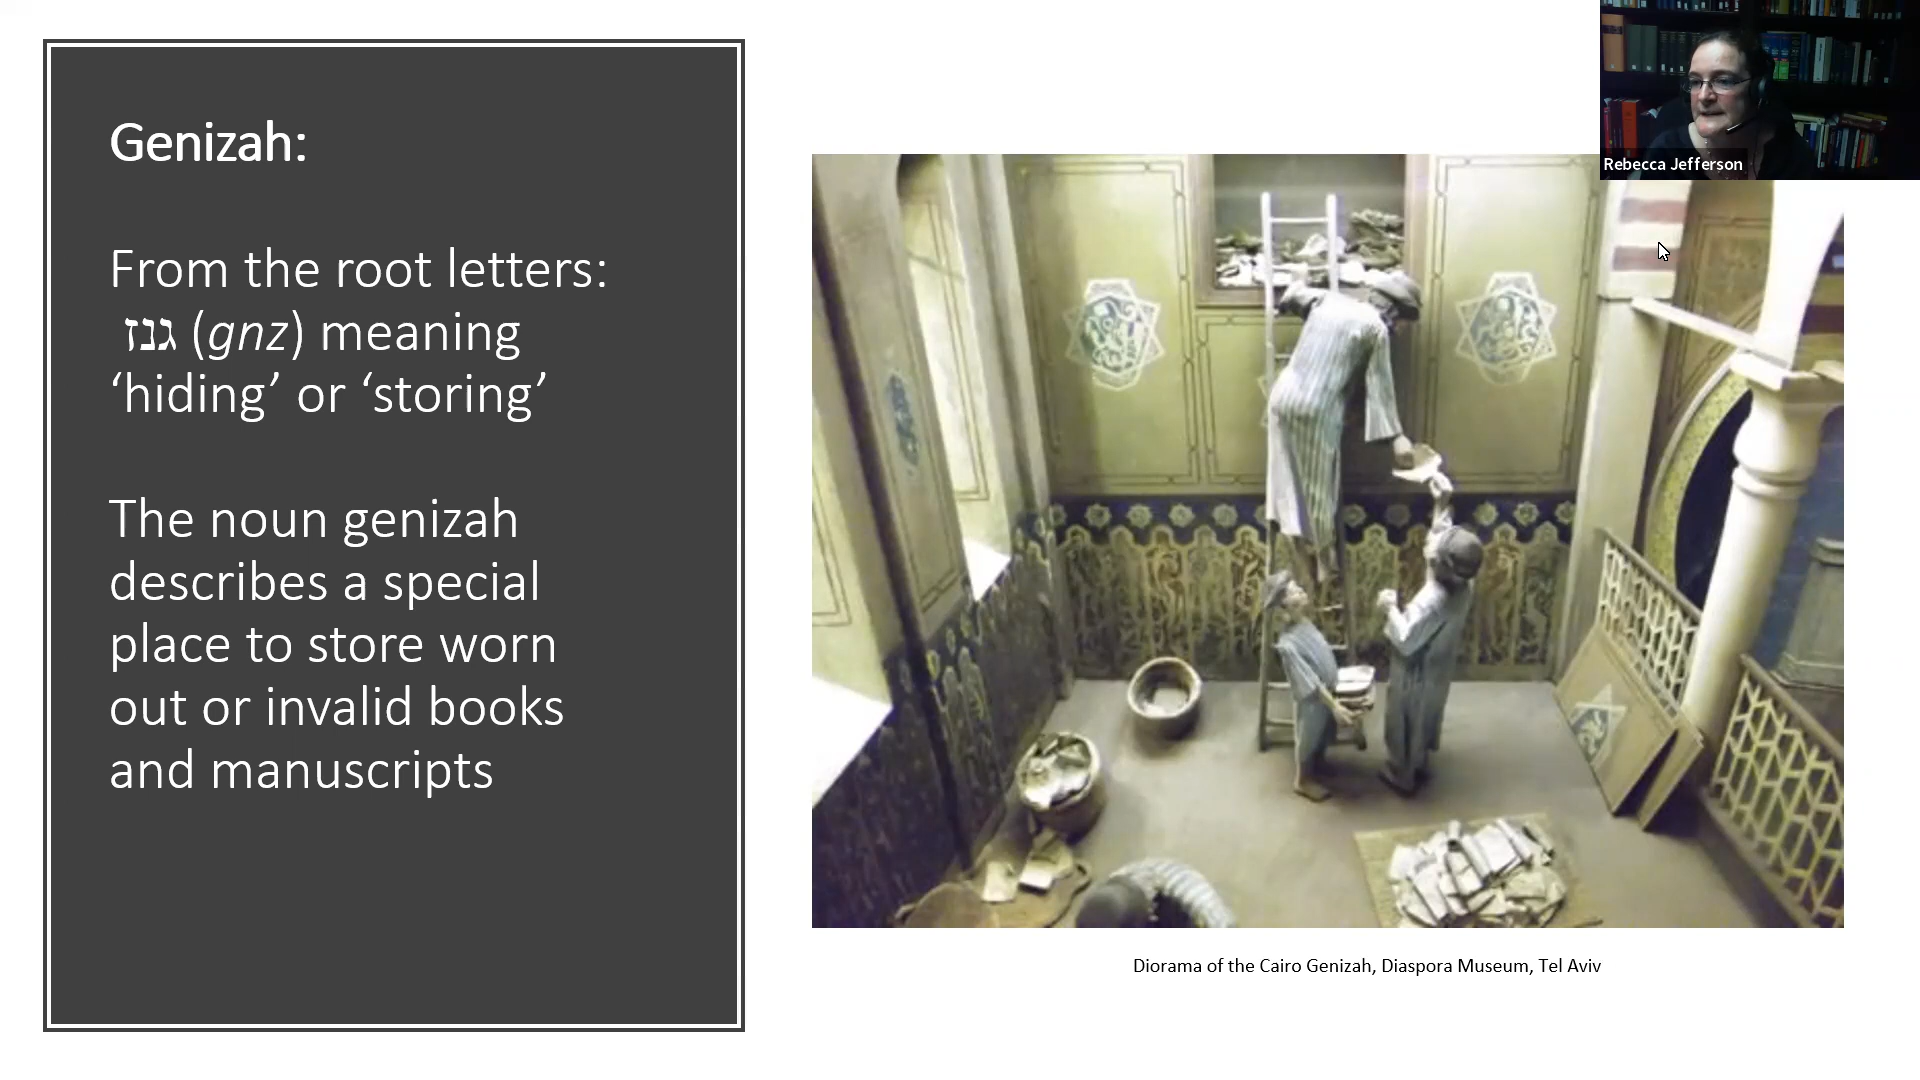 Genizah:
From the root letters:
גנז (gnz) meaning
‘hiding’ or ‘storing’
The noun genizah
describes a special
place to store worn
out or invalid books
and manuscripts
Rebecca Jefferson
Diorama of the Cairo Genizah, Diaspora Museum, Tel Aviv